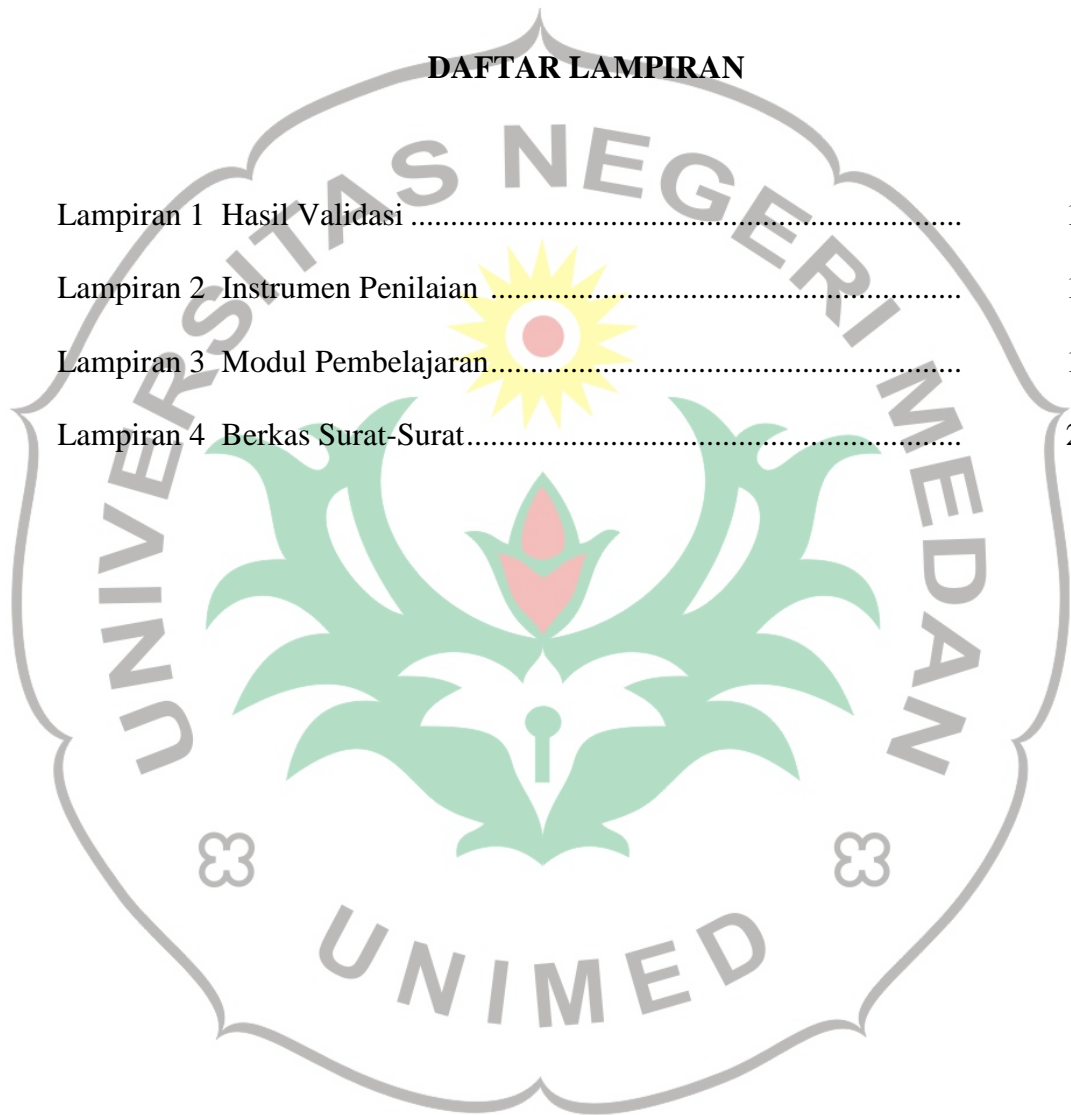 DAFTAR LAMPIRAN
Lampiran 1 Hasil Validasi ......................................................................
Lampiran 2 Instrumen Penilaian ............................................................
Lampiran 3 Modul Pembelajaran............................................................
Lampiran 4 Berkas Surat-Surat...............................................................
UNIVERSITAS NEGERI MEDAN
UNIMED